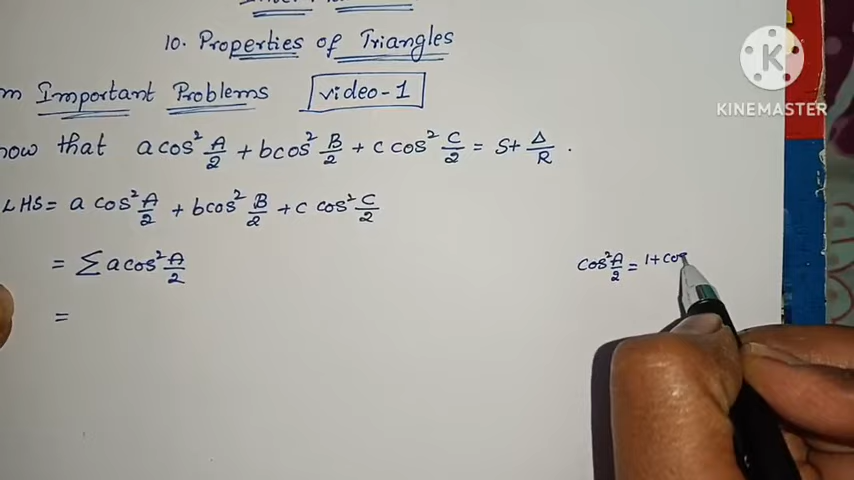 10. Properties of Triangles
Important Problems Video-1
that a cos² A/2 + b cos² B/2 + c cos² C/2 = S + Δ/R .
LHS = a cos² A/2 + b cos² B/2 + c cos² C/2
= Σ a cos² A/2
cos² A/2 = 1 + cos
=
K
KINEMASTER